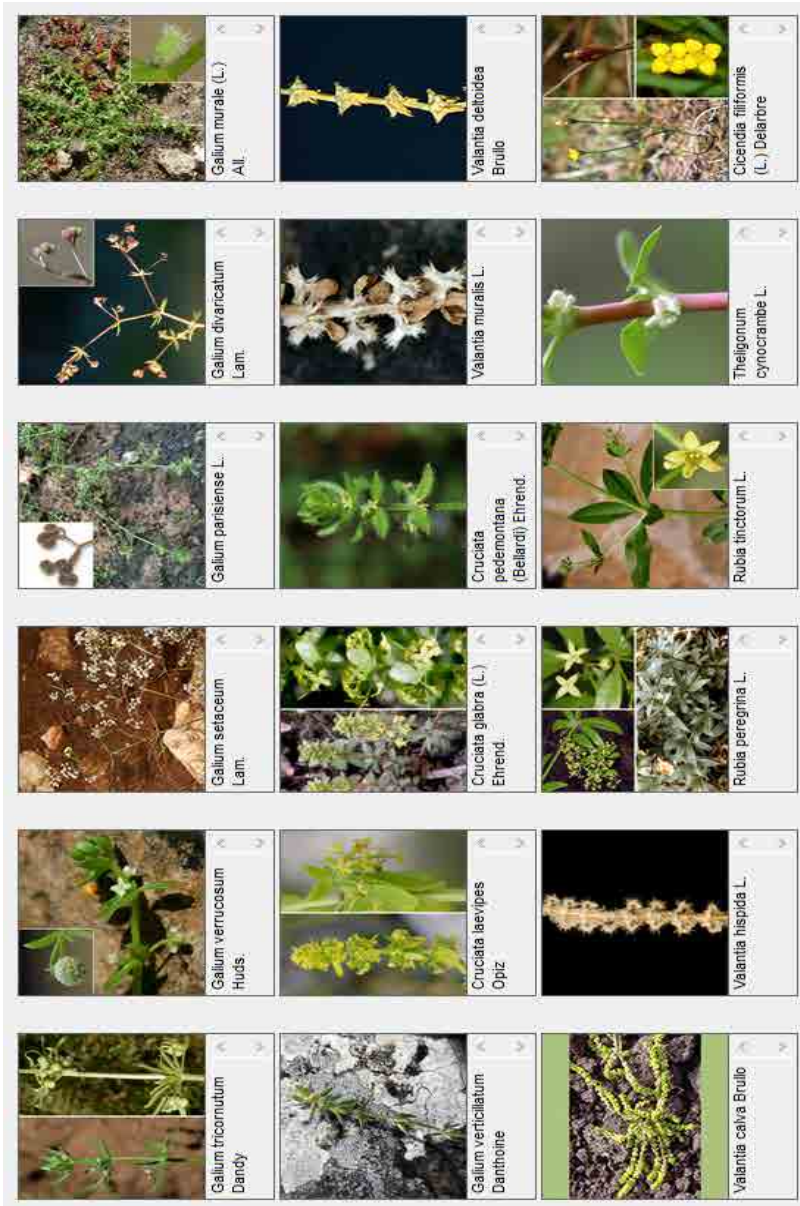 Galium tricornutum
Dandy
Galium verrucosum
Huds.
Galium setaceum
Lam.
Galium parisiense L.
Galium divaricatum
Lam.
Galium murale (L.)
All.
Galium verticillatum
Danthoine
Cruciata laevipes
Opiz
Cruciata glabra (L.)
Ehrend.
Cruciata
pedemontana
(Bellardi) Ehrend.
Valantia muralis L.
Valantia deltoidea
Brullo
Valantia calva Brullo
Valantia hispida L.
Rubia peregrina L.
Rubia tinctorum L.
Theligonum
cynocrambe L.
Cicendia filiformis
(L.) Delarbre